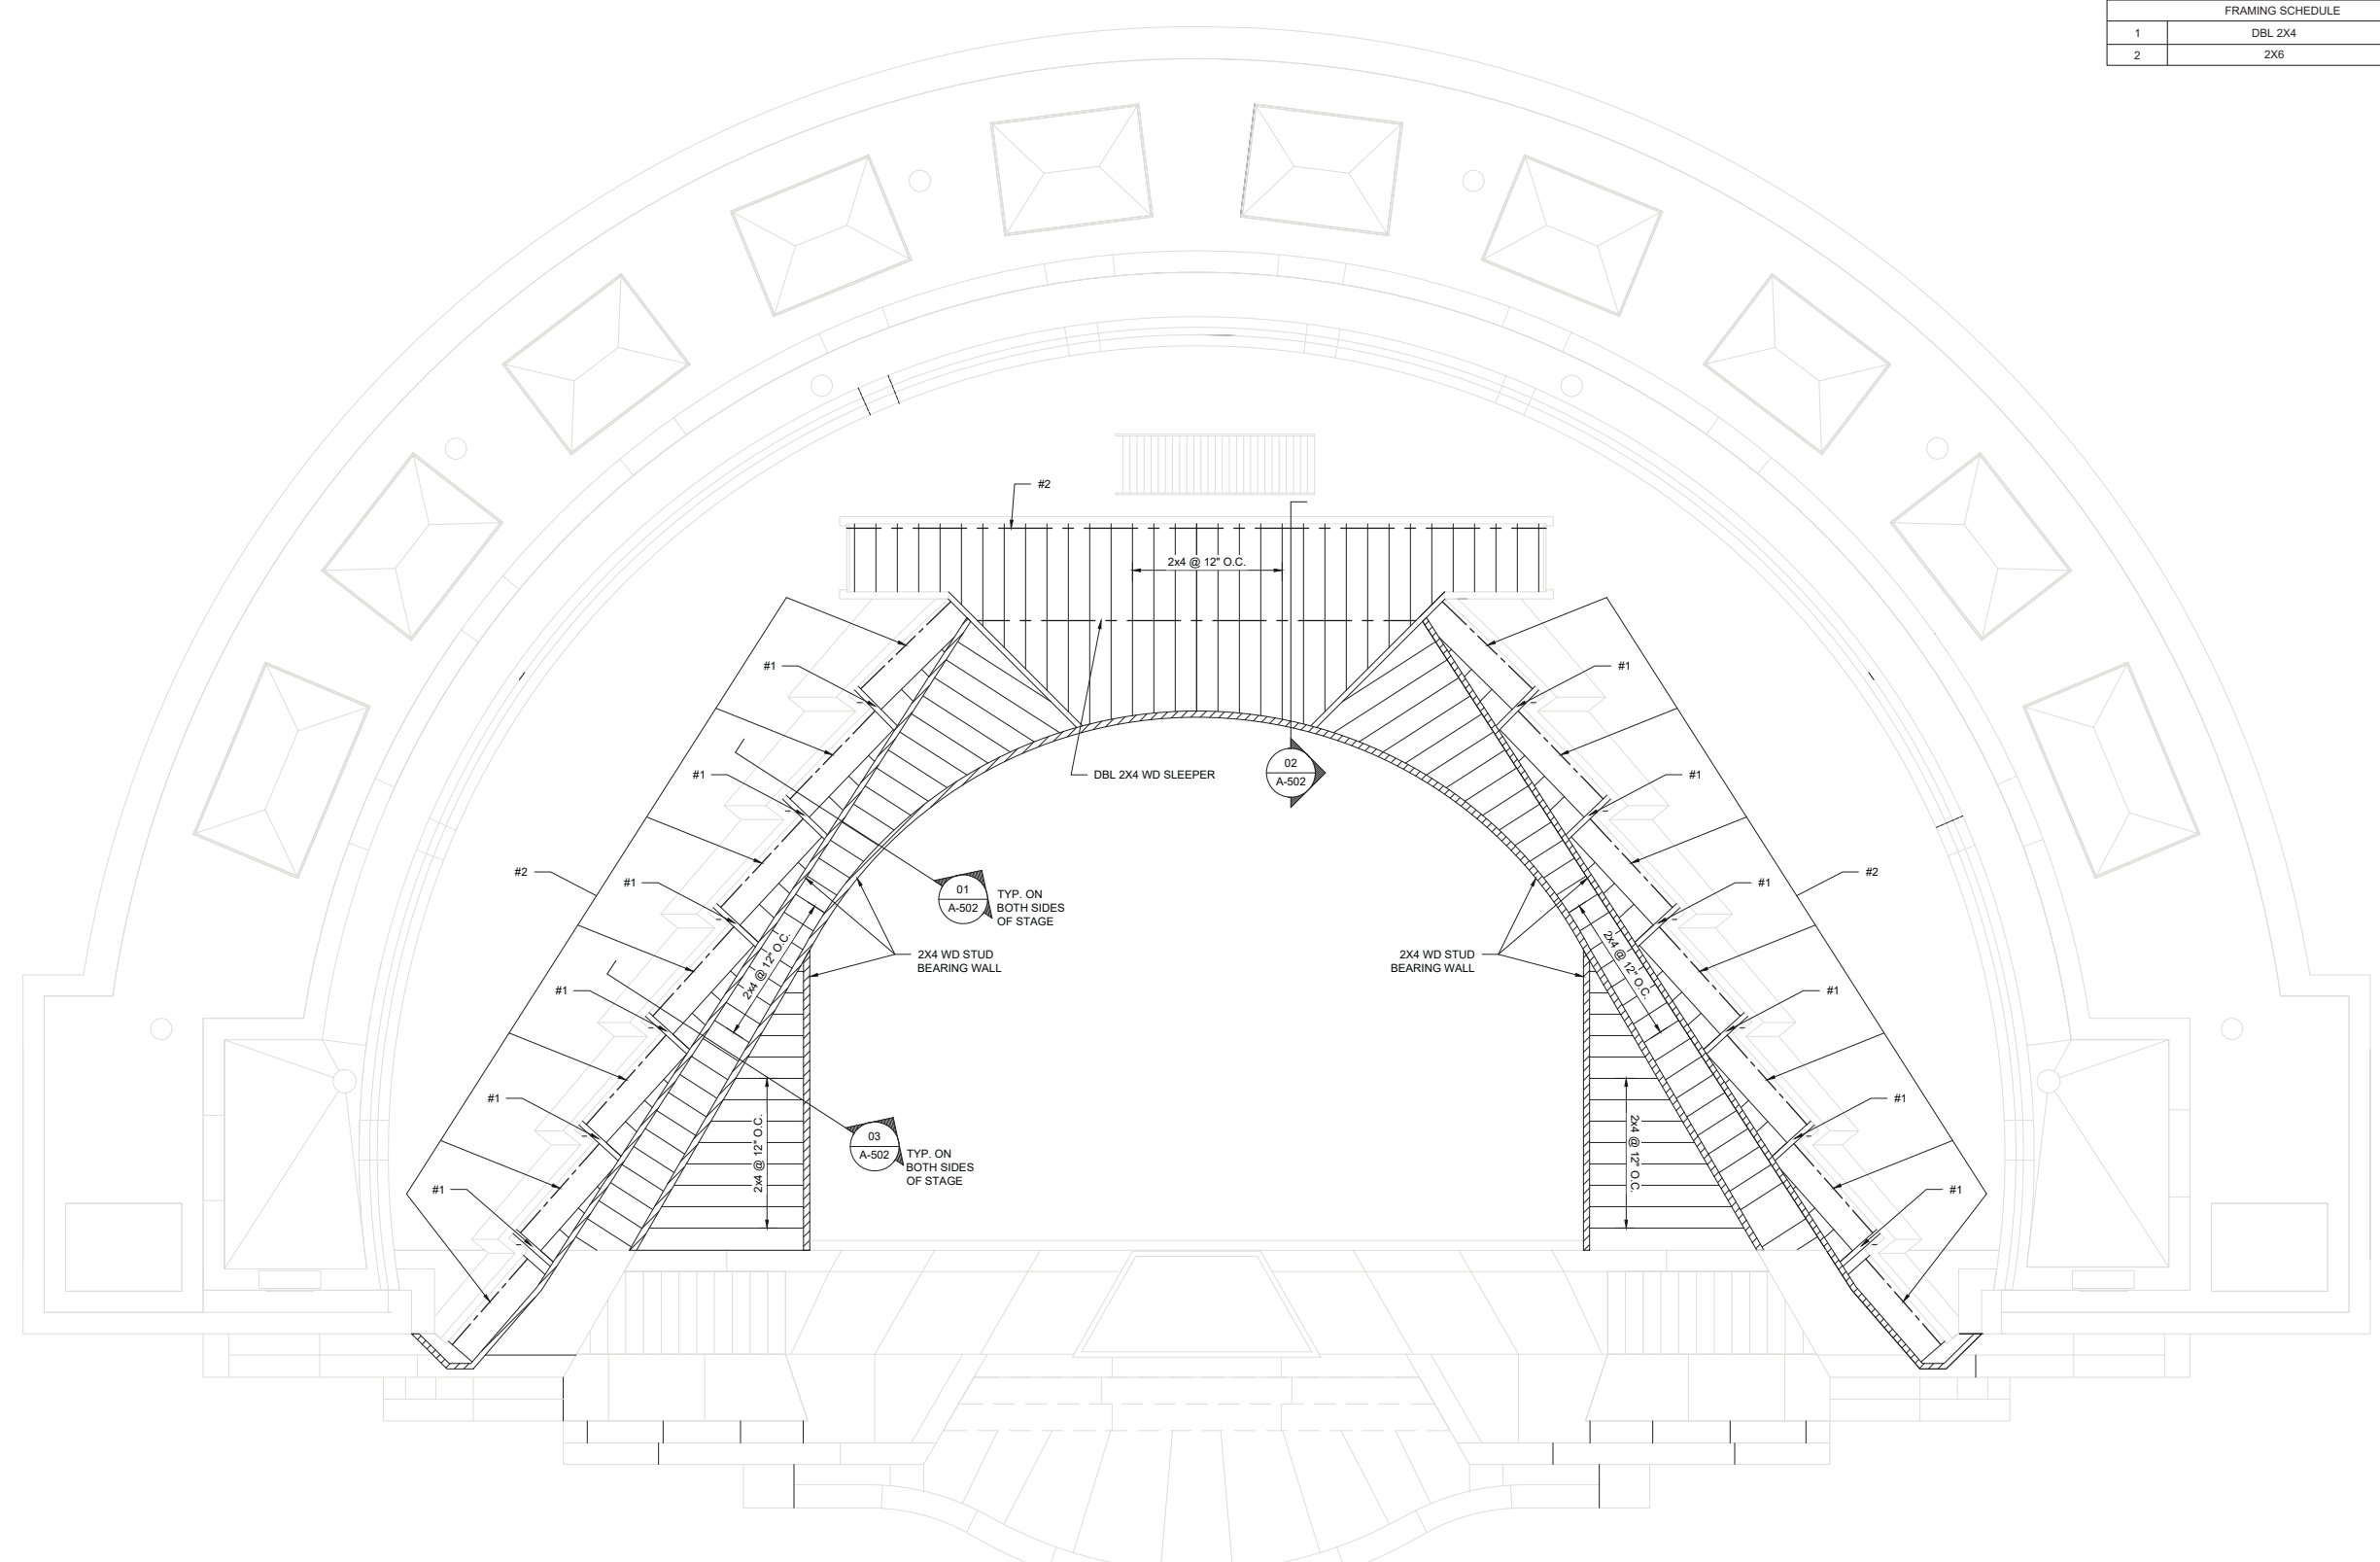 FRAMING SCHEDULE
1 DBL 2X4
2 2X6
#2
2x4 @ 12" O.C.
#1
#1
#1
#1
DBL 2X4 WD SLEEPER
02
A-502
#2
#1
#1
#2
01
A-502
TYP. ON
BOTH SIDES
OF STAGE
2X4 WD STUD
BEARING WALL
2X4 WD STUD
BEARING WALL
2x4 @ 12" O.C.
2x4 @ 12" O.C.
#1
#1
#1
#1
03
A-502
TYP. ON
BOTH SIDES
OF STAGE
2x4 @ 12" O.C.
2x4 @ 12" O.C.
#1
#1